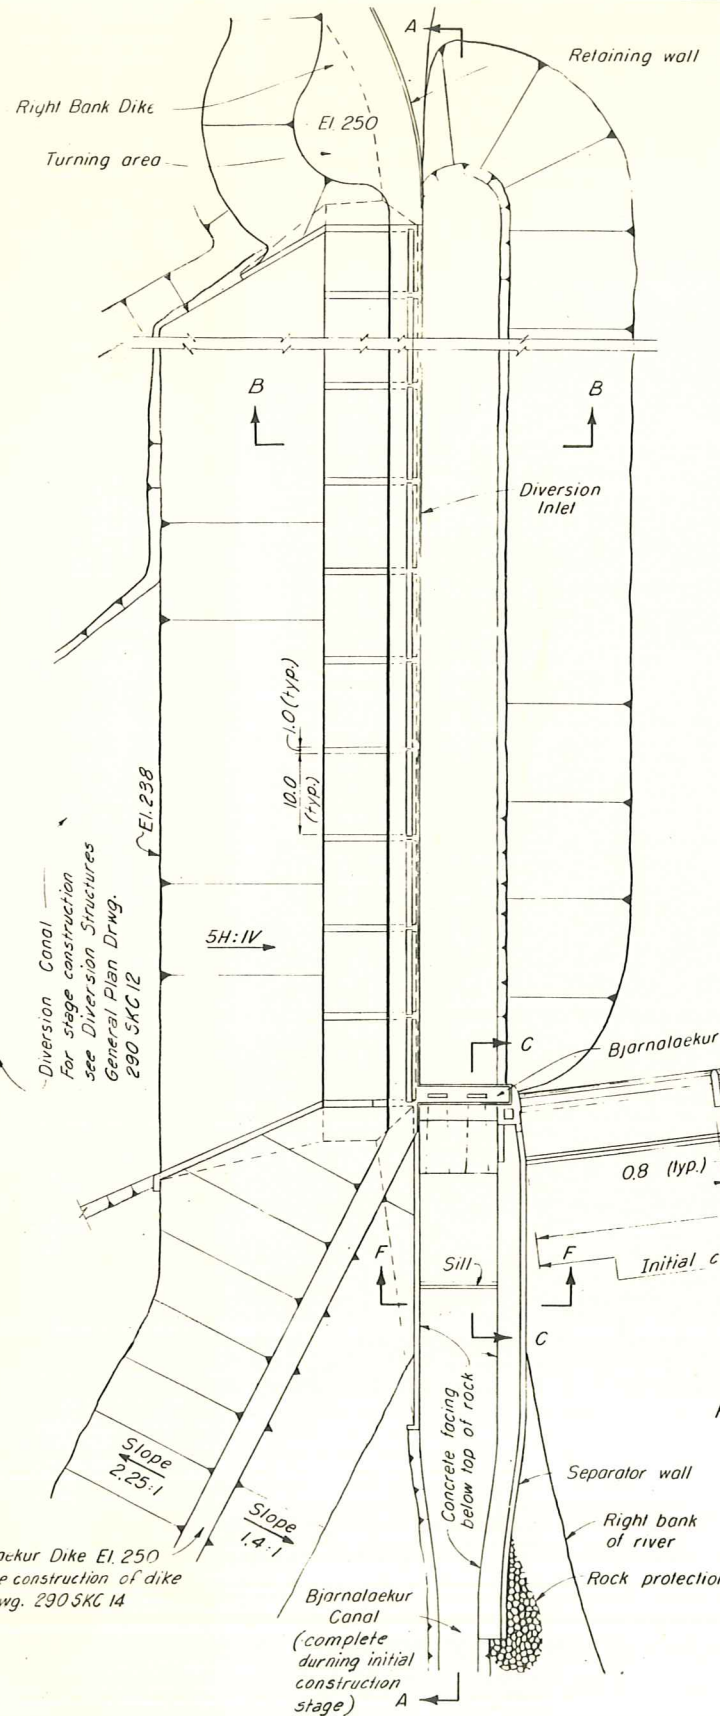 A
Retaining wall
Right Bank Dike
El. 250
Turning area
B
B
Diversion
Inlet
1.0 (typ.)
10.0
(typ.)
El. 238
Diversion Canal
For stage construction
see Diversion Structures
General Plan Drwg.
290 SKC 12
5H:1V
C
Bjarnalaekur
0.8 (typ.)
F
Sill
F
Initial c
C
Concrete facing
below top of rock
Slope
2.25:1
Separator wall
Slope
1.4:1
Right bank
of river
aekur Dike El. 250
e construction of dike
wg. 290 SKC 14
Rock protection
Bjarnalaekur
Canal
(complete
durning initial
construction
stage)
A